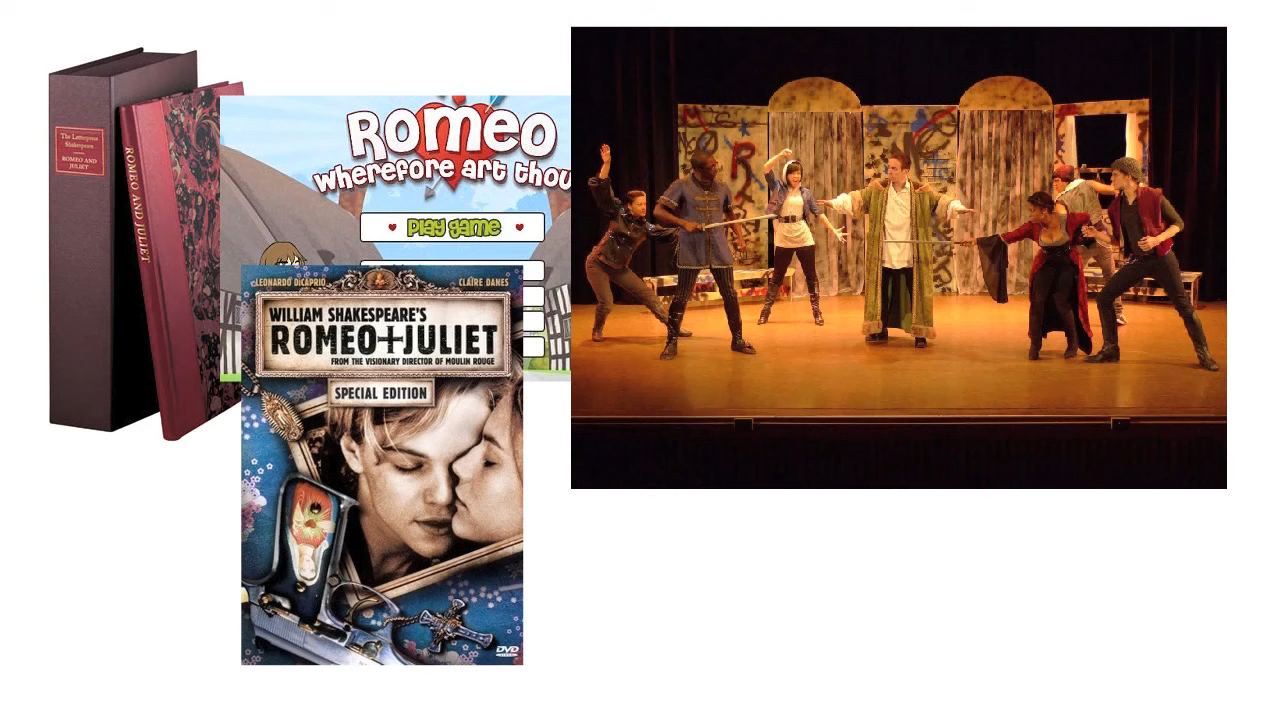 The Letterpress
Shakespeare
ROMEO AND
JULIET
ROMEO AND JULIET
Romeo
wherefore art thou
play game
LEONARDO DICAPRIO CLAIRE DANES
WILLIAM SHAKESPEARE'S
ROMEO+JULIET
FROM THE VISIONARY DIRECTOR OF MOULIN ROUGE
SPECIAL EDITION
DVD
VIDEO